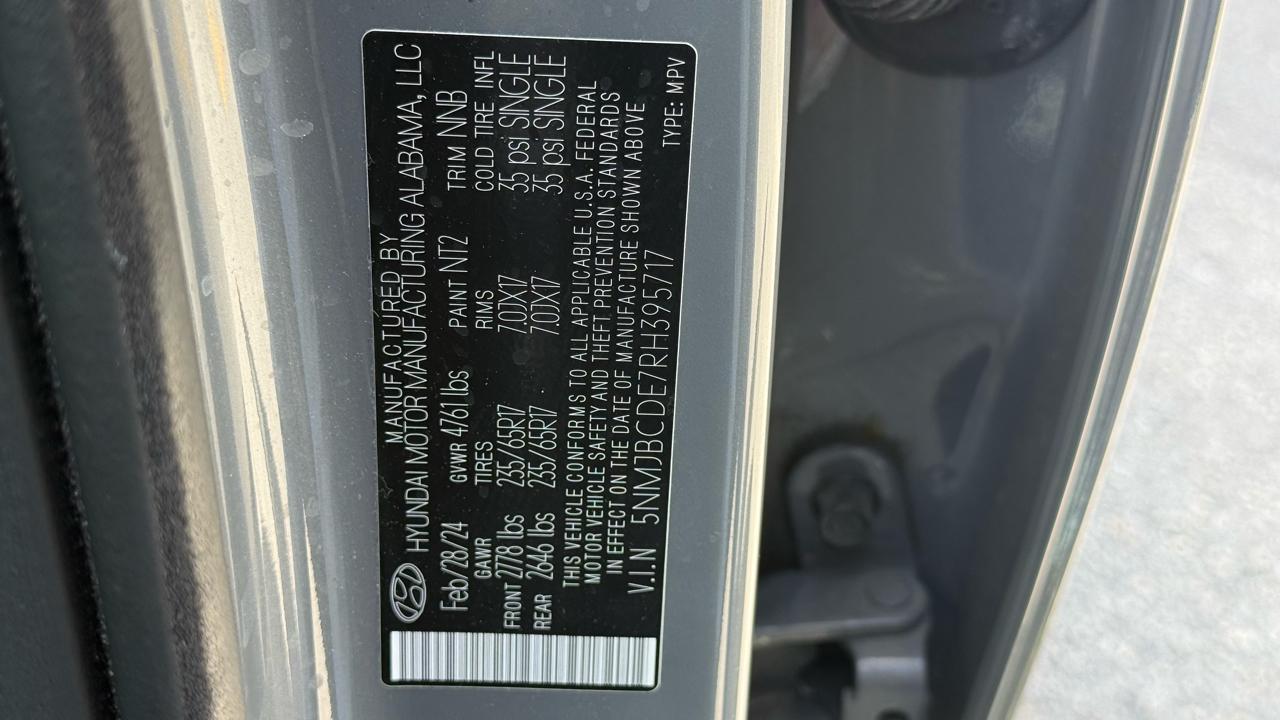 MANUFACTURED BY
HYUNDAI MOTOR MANUFACTURING ALABAMA, LLC
Feb/28/24 GVWR 4761 lbs PAINT NT2 TRIM NNB
GAWR TIRES RIMS COLD TIRE INFL
FRONT 2778 lbs 235/65R17 7.0JX17 35 psi SINGLE
REAR 2646 lbs 235/65R17 7.0JX17 35 psi SINGLE
THIS VEHICLE CONFORMS TO ALL APPLICABLE U.S.A. FEDERAL
MOTOR VEHICLE SAFETY AND THEFT PREVENTION STANDARDS
IN EFFECT ON THE DATE OF MANUFACTURE SHOWN ABOVE
V.I.N 5NMJBCDE7RH395717 TYPE: MPV